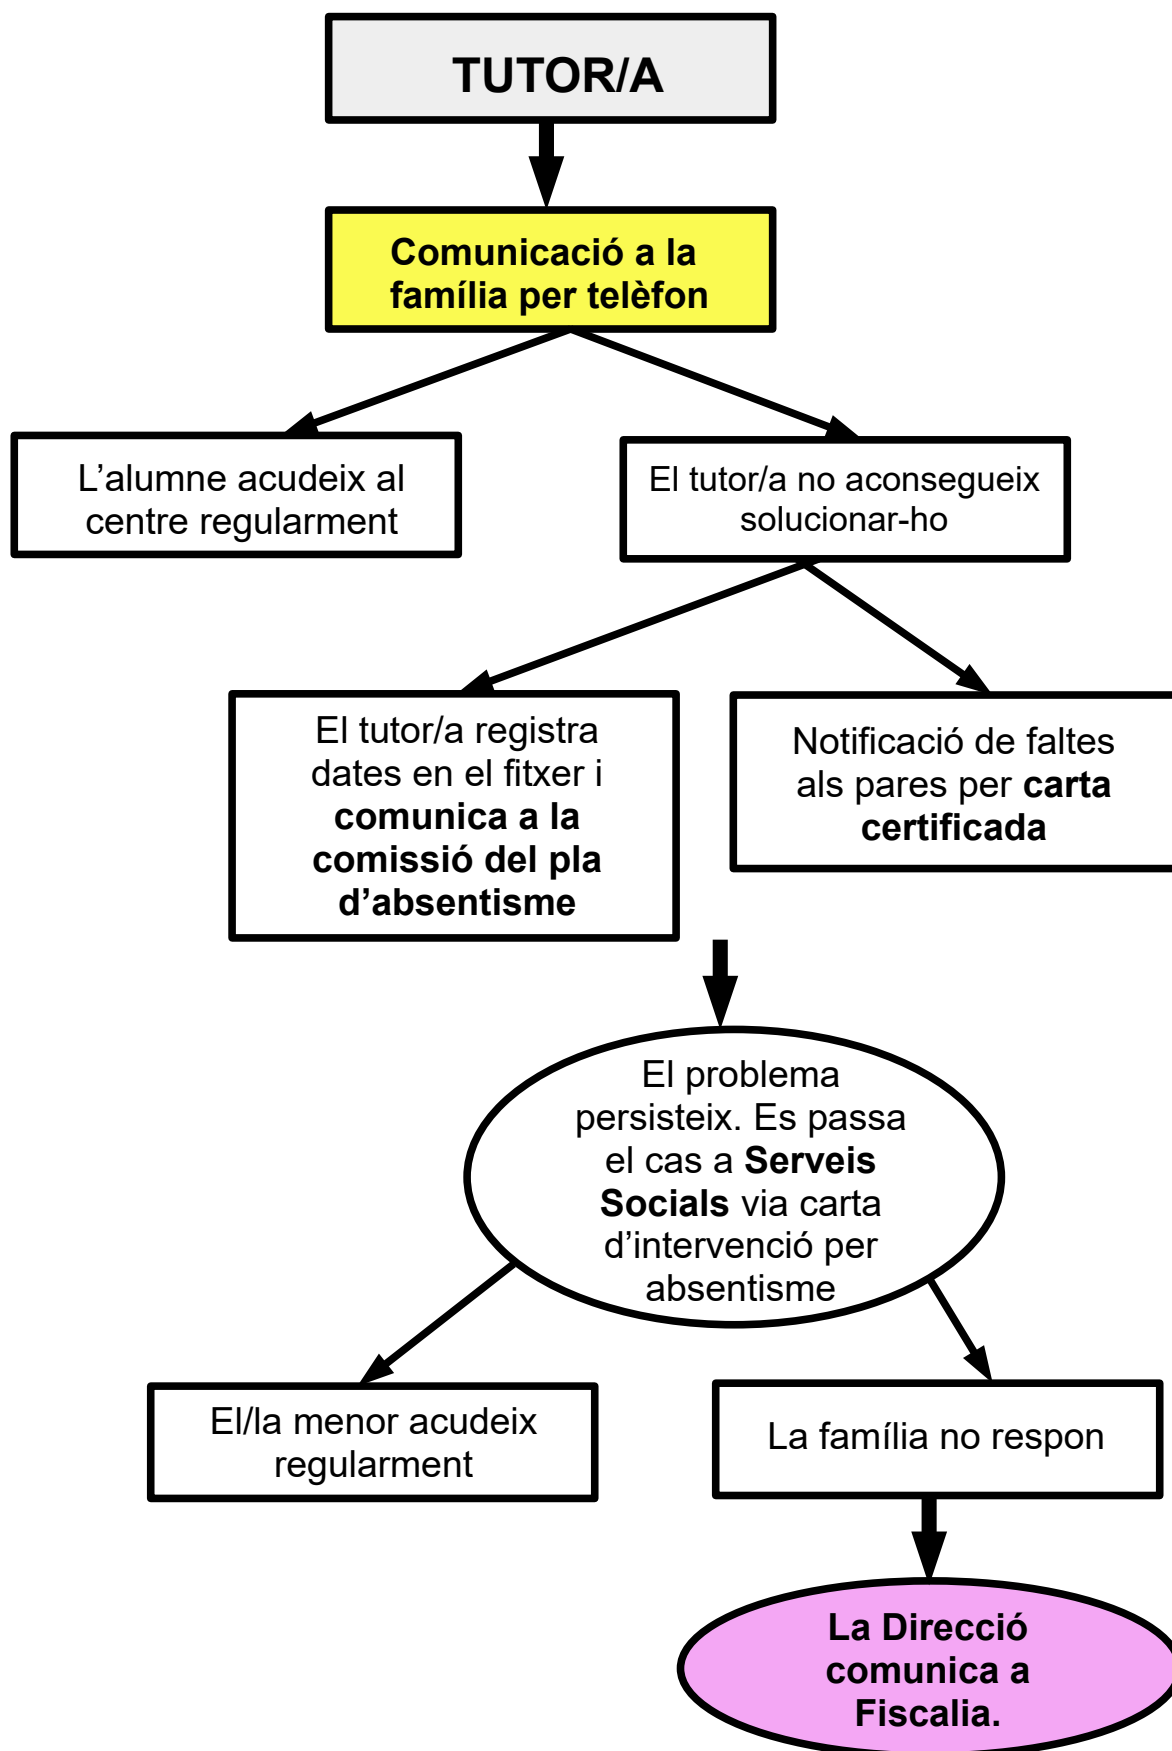 TUTOR/A
Comunicació a la
família per telèfon
L’alumne acudeix al
centre regularment
El tutor/a no aconsegueix
solucionar-ho
El tutor/a registra
dates en el fitxer i
comunica a la
comissió del pla
d’absentisme
Notificació de faltes
als pares per carta
certificada
El problema
persisteix. Es passa
el cas a Serveis
Socials via carta
d’intervenció per
absentisme
El/la menor acudeix
regularment
La família no respon
La Direcció
comunica a
Fiscalia.